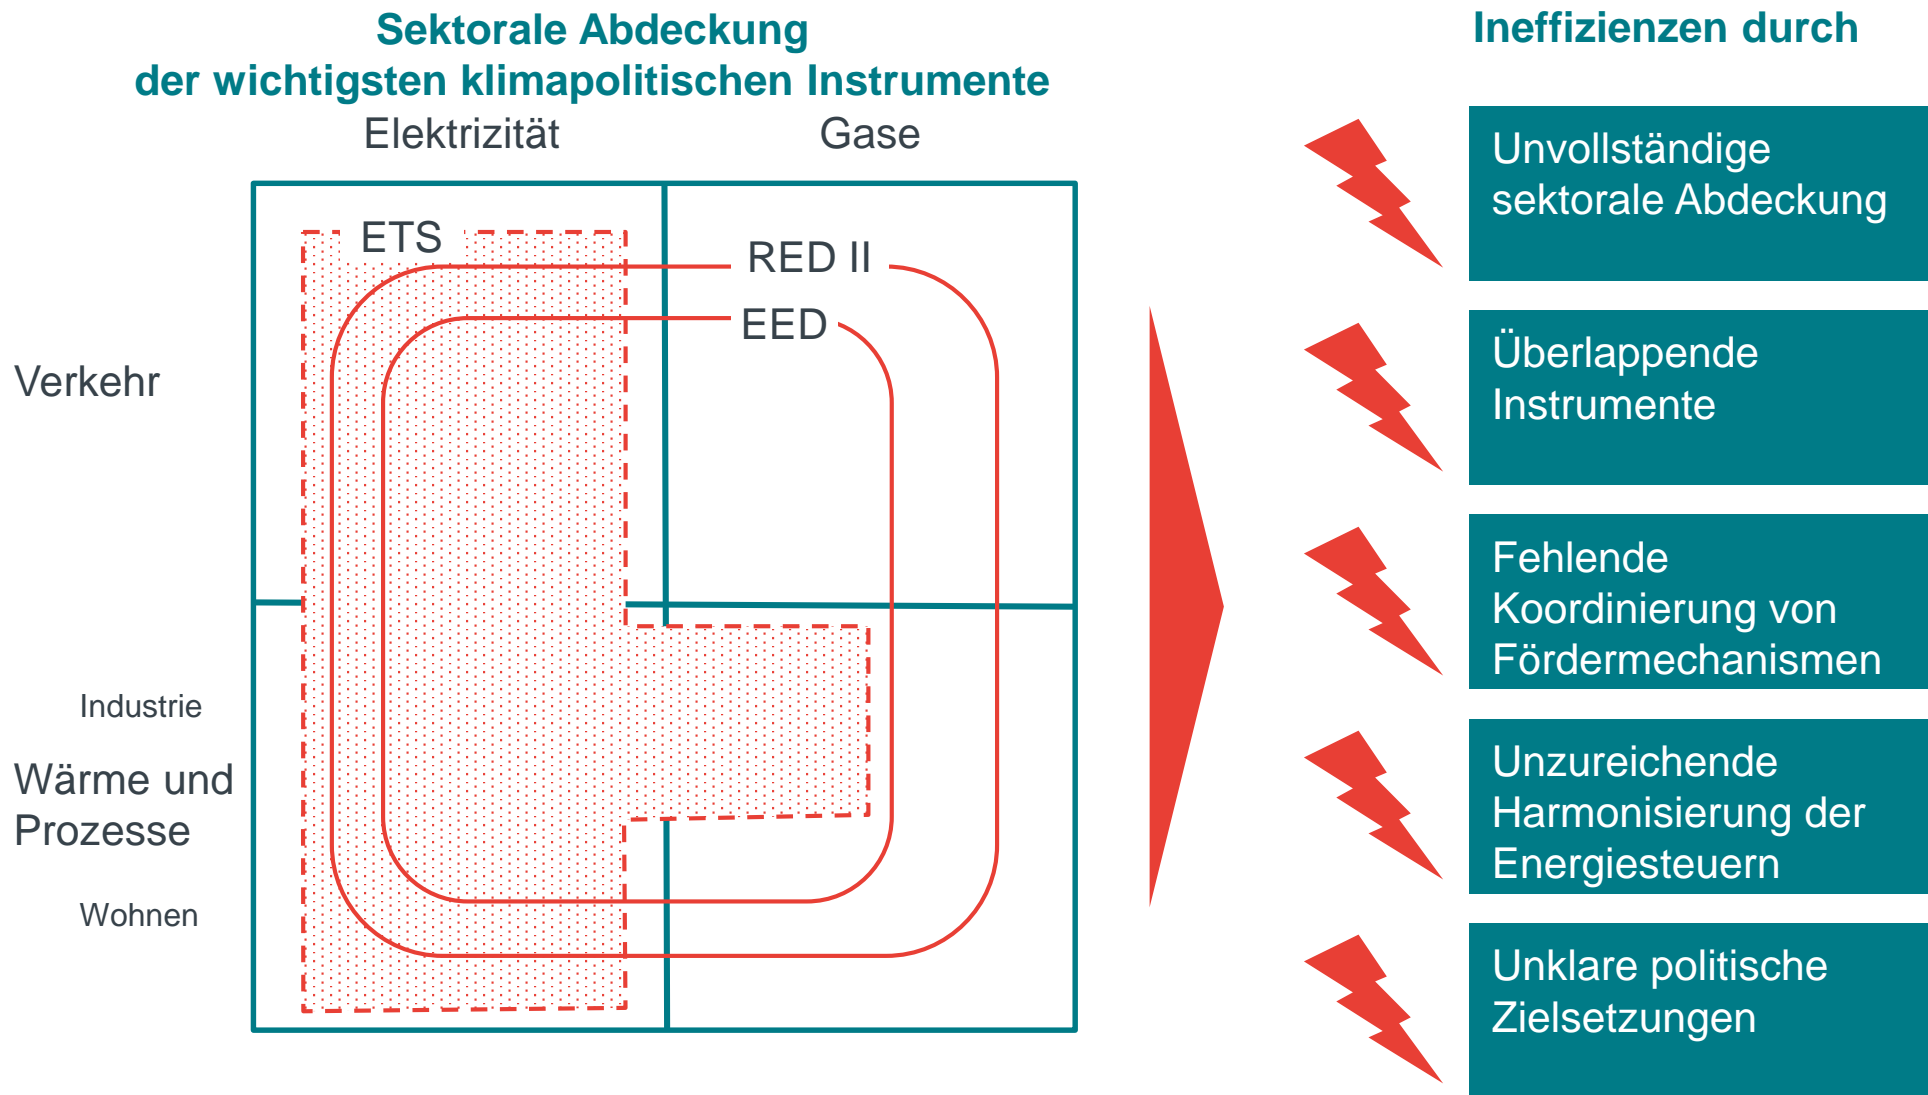 Sektorale Abdeckung
der wichtigsten klimapolitischen Instrumente
Elektrizität
Gase
ETS
RED II
EED
Verkehr
Industrie
Wärme und
Prozesse
Wohnen
Ineffizienzen durch
Unvollständige
sektorale Abdeckung
Überlappende
Instrumente
Fehlende
Koordinierung von
Fördermechanismen
Unzureichende
Harmonisierung der
Energiesteuern
Unklare politische
Zielsetzungen